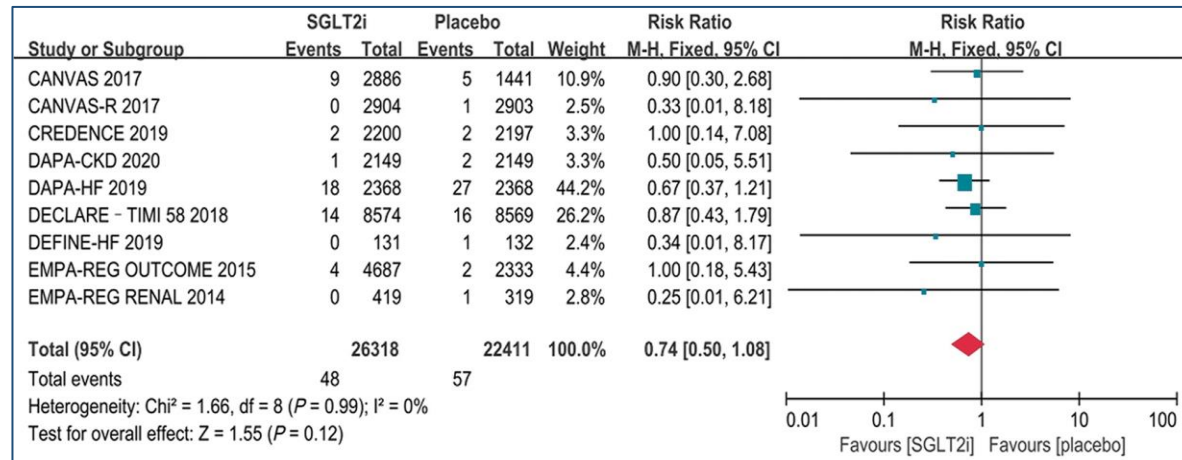 SGLT2i Placebo Risk Ratio Risk Ratio
Study or Subgroup Events Total Events Total Weight M-H, Fixed, 95% CI M-H, Fixed, 95% CI
CANVAS 2017 9 2886 5 1441 10.9% 0.90 [0.30, 2.68]
CANVAS-R 2017 0 2904 1 2903 2.5% 0.33 [0.01, 8.18]
CREDENCE 2019 2 2200 2 2197 3.3% 1.00 [0.14, 7.08]
DAPA-CKD 2020 1 2149 2 2149 3.3% 0.50 [0.05, 5.51]
DAPA-HF 2019 18 2368 27 2368 44.2% 0.67 [0.37, 1.21]
DECLARE – TIMI 58 2018 14 8574 16 8569 26.2% 0.87 [0.43, 1.79]
DEFINE-HF 2019 0 131 1 132 2.4% 0.34 [0.01, 8.17]
EMPA-REG OUTCOME 2015 4 4687 2 2333 4.4% 1.00 [0.18, 5.43]
EMPA-REG RENAL 2014 0 419 1 319 2.8% 0.25 [0.01, 6.21]
Total (95% CI) 26318 22411 100.0% 0.74 [0.50, 1.08]
Total events 48 57
Heterogeneity: Chi² = 1.66, df = 8 (P = 0.99); I² = 0%
Test for overall effect: Z = 1.55 (P = 0.12)
0.01 0.1 1 10 100
Favours [SGLT2i] Favours [placebo]